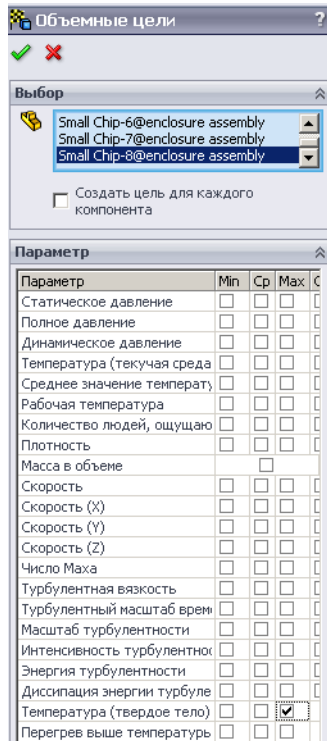 Объемные цели ?
Выбор
Small Chip-6@enclosure assembly
Small Chip-7@enclosure assembly
Small Chip-8@enclosure assembly
Создать цель для каждого
компонента
Параметр
Параметр Min Ср Max
Статическое давление
Полное давление
Динамическое давление
Температура (текучая среда
Среднее значение температу
Рабочая температура
Количество людей, ощущаю
Плотность
Масса в объеме
Скорость
Скорость (X)
Скорость (Y)
Скорость (Z)
Число Маха
Турбулентная вязкость
Турбулентный масштаб врем
Масштаб турбулентности
Интенсивность турбулентнос
Энергия турбулентности
Диссипация энергии турбуле
Температура (твердое тело)
Перегрев выше температурь